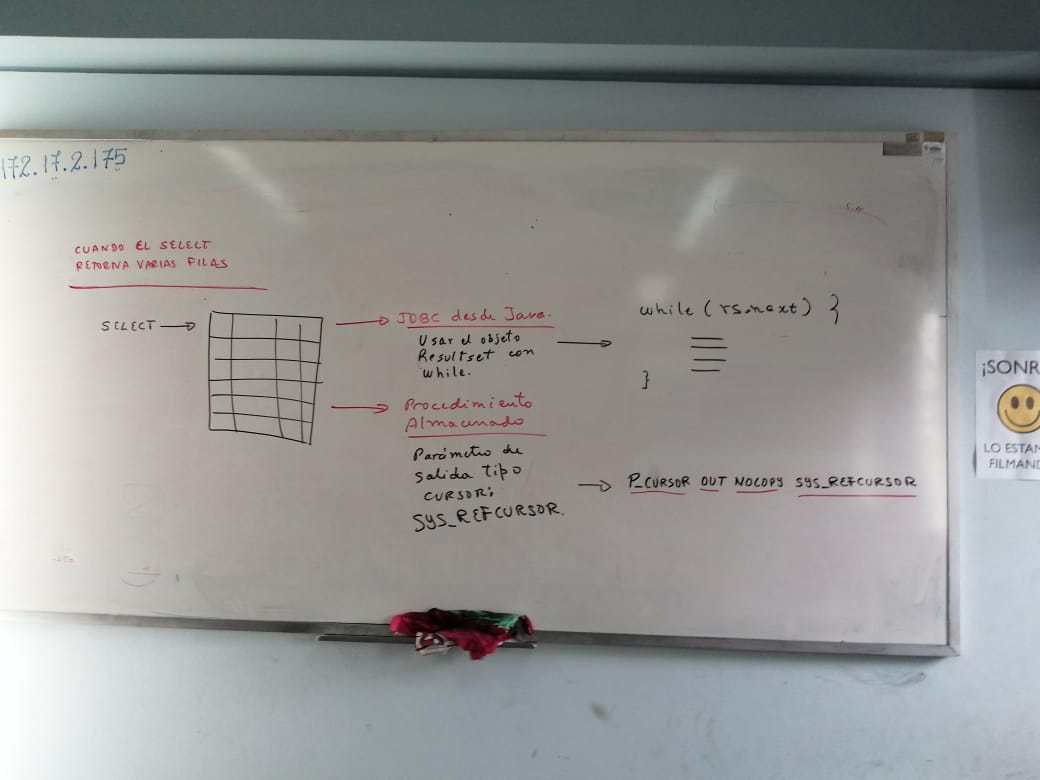 172.17.2.175
CUANDO EL SELECT
RETORNA VARIAS FILAS
SELECT
JDBC desde Java.
Usar el objeto
Resultset con
while.
while (rs.next) }
}
Procedimiento
Almacenado
Parámetro de
salida tipo
CURSOR:
SYS_REFCURSOR.
P_CURSOR OUT NOCOPY SYS_REFCURSOR
¡SONR
LO ESTAN
FILMAND